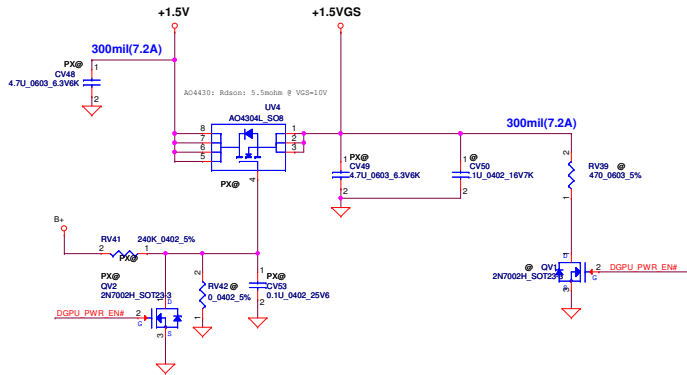 +1.5V
+1.5VGS
300mil(7.2A)
PX@
CV48
4.7U_0603_6.3V6K
1
2
AO4430: Rdson: 5.5mohm @ VGS=10V
UV4
AO4304L_SO8
8
7
6
5
1
2
3
4
PX@
300mil(7.2A)
1
PX@
CV49
4.7U_0603_6.3V6K
2
1
@
CV50
.1U_0402_16V7K
2
2
RV39
@
470_0603_5%
1
B+
RV41
240K_0402_5%
2
1
PX@
PX@
QV2
2N7002H_SOT23-3
DGPU_PWR_EN#
2
G
1
D
3
S
2
RV42
@
0_0402_5%
1
1
PX@
CV53
0.1U_0402_25V6
2
@
QV1
2N7002H_SOT23-3
1
D
2
G
3
DGPU_PWR_EN#